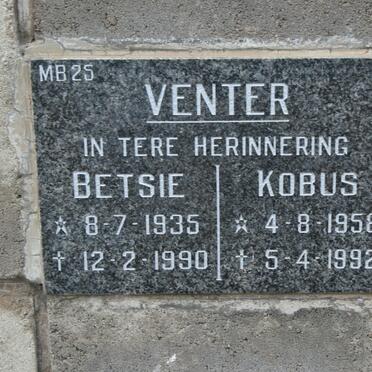 MB25
VENTER
IN TERE HERINNERING
BETSIE KOBUS
☆ 8-7-1935 ☆ 4-8-1958
† 12-2-1990 † 5-4-1992